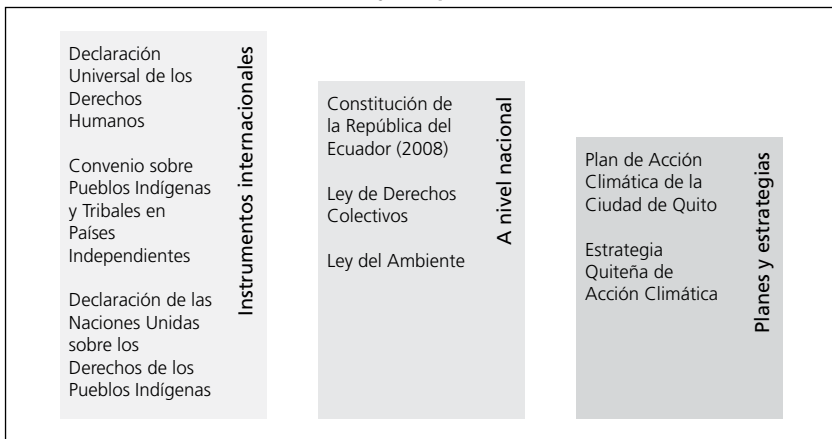 Declaración
Universal de los
Derechos
Humanos
Convenio sobre
Pueblos Indígenas
y Tribales en
Países
Independientes
Declaración de las
Naciones Unidas
sobre los
Derechos de los
Pueblos Indígenas
Instrumentos internacionales
Constitución de
la República del
Ecuador (2008)
Ley de Derechos
Colectivos
Ley del Ambiente
A nivel nacional
Plan de Acción
Climática de la
Ciudad de Quito
Estrategia
Quiteña de
Acción Climática
Planes y estrategias